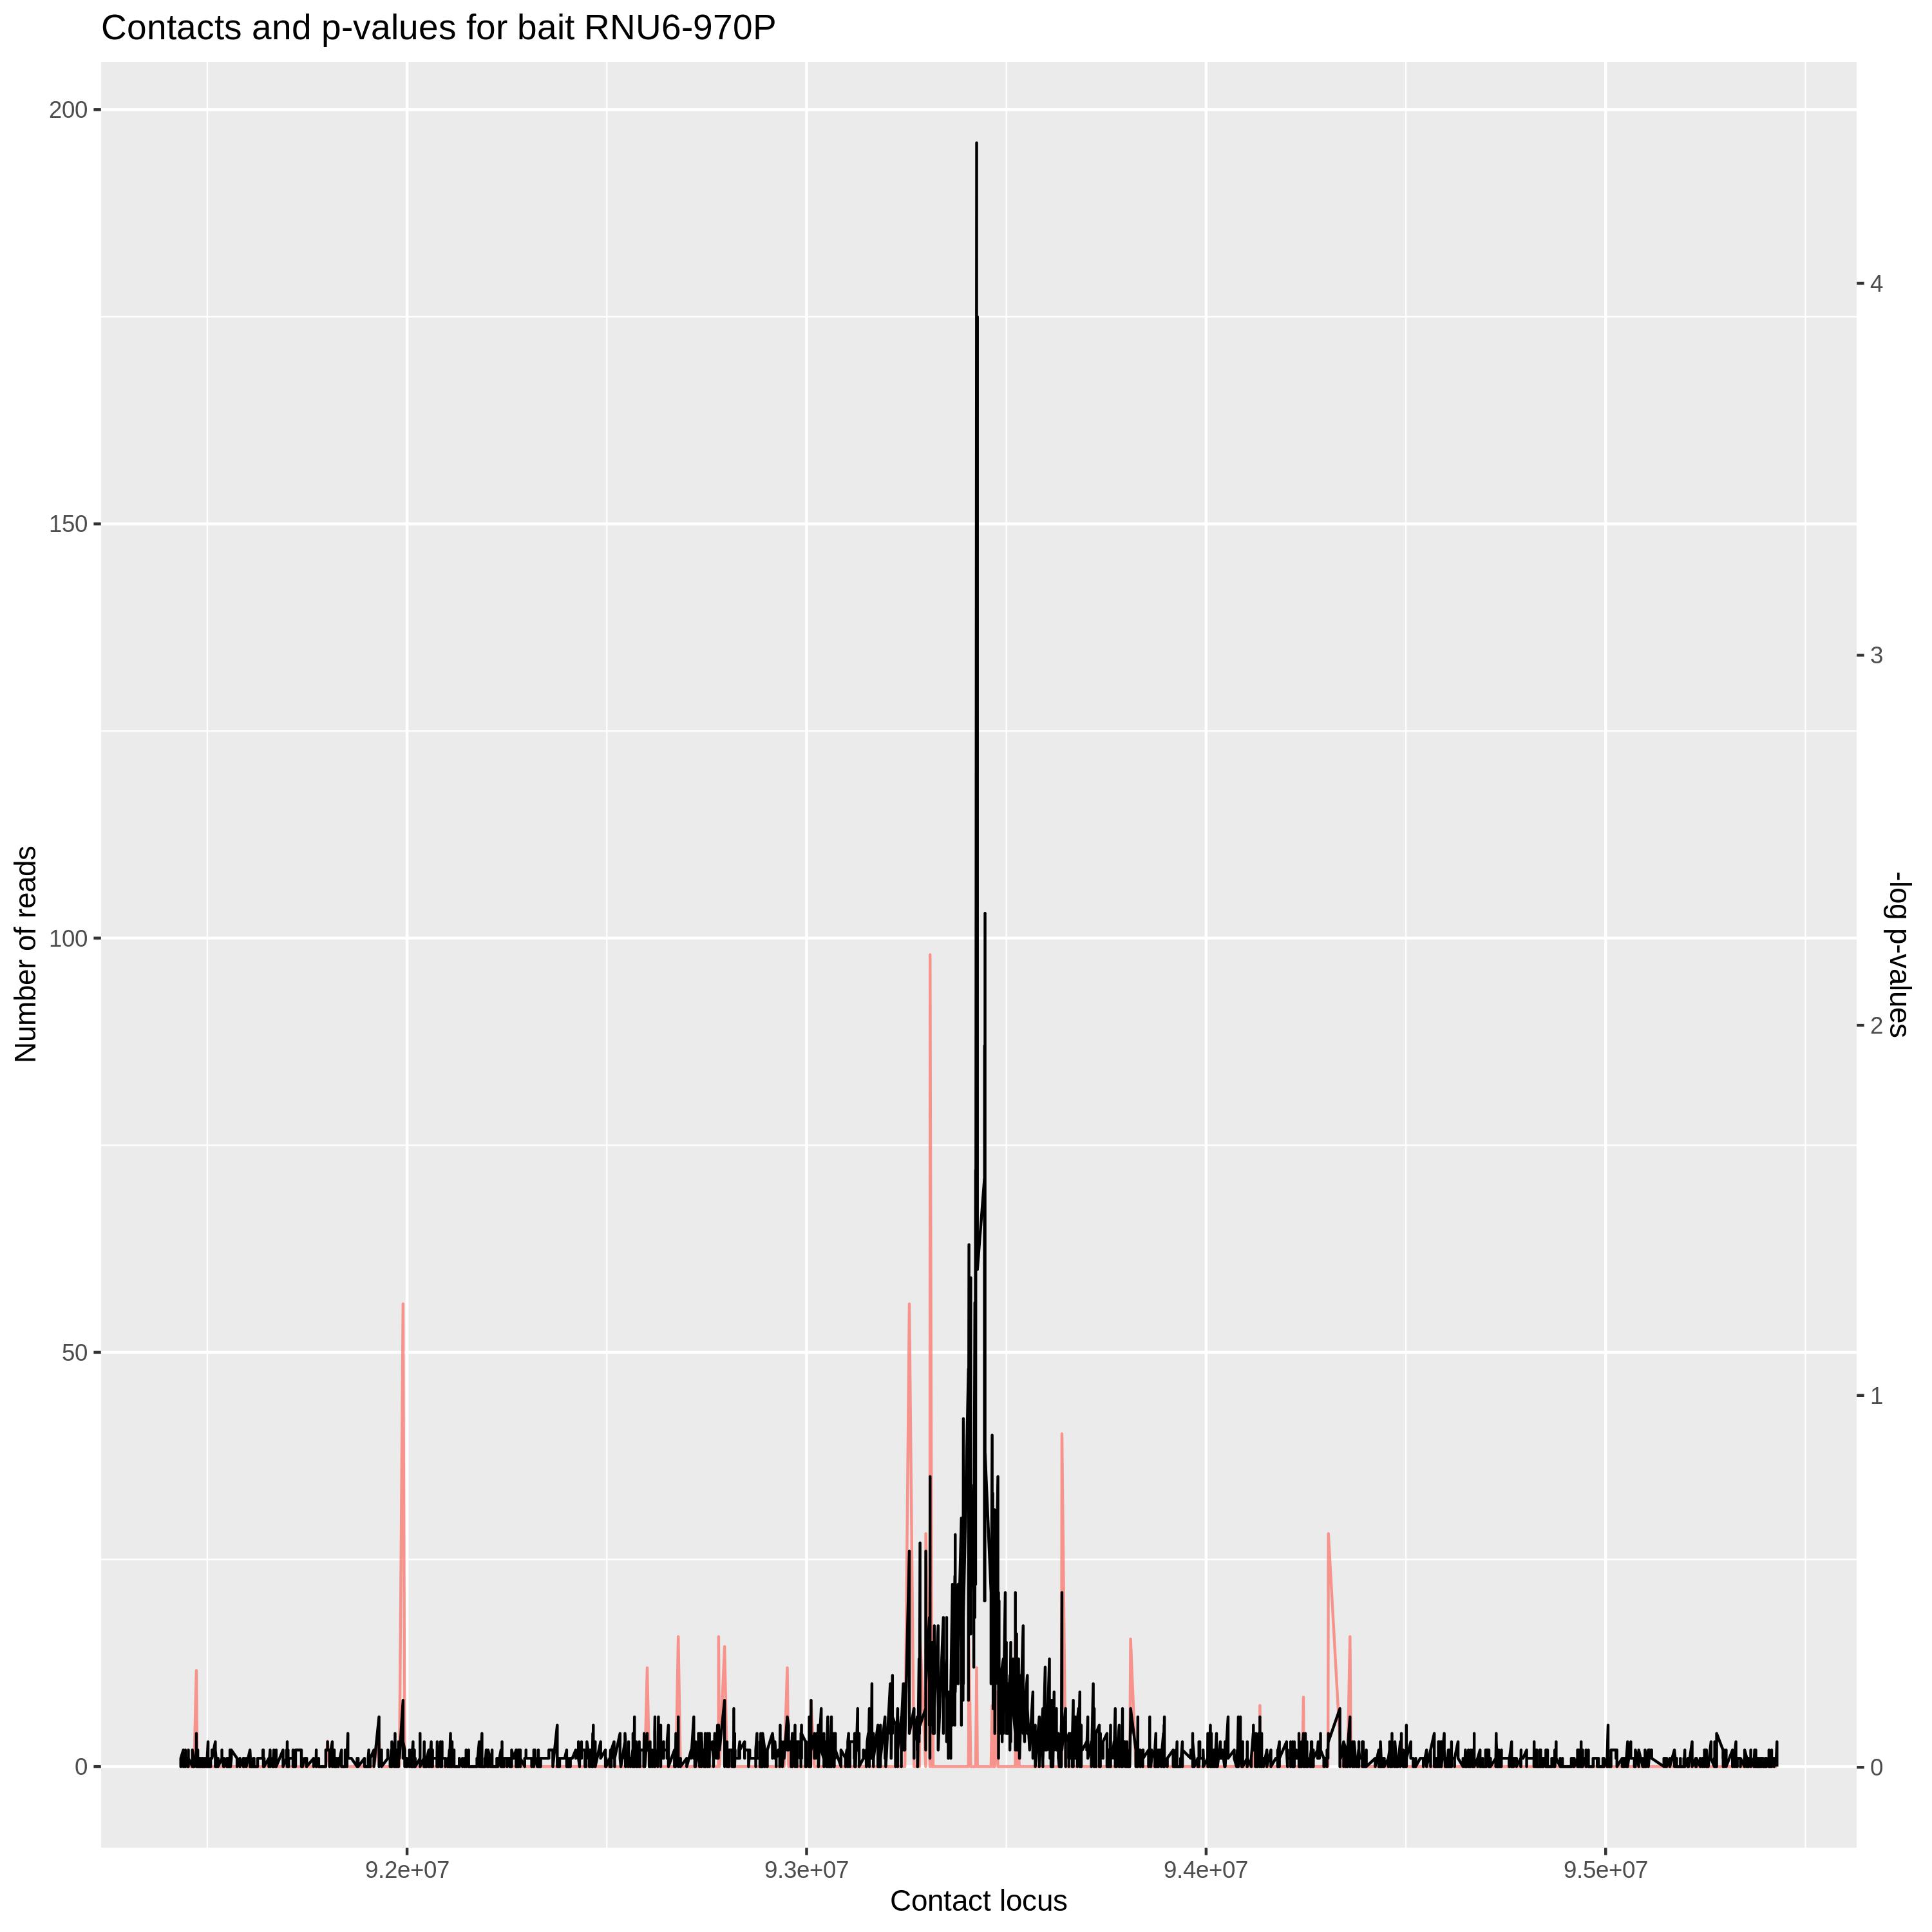 Contacts and p-values for bait RNU6-970P
200
150
100
50
0
Number of reads
4
3
2
1
0
-log p-values
9.2e+07
9.3e+07
9.4e+07
9.5e+07
Contact locus